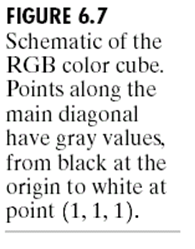 FIGURE 6.7
Schematic of the
RGB color cube.
Points along the
main diagonal
have gray values,
from black at the
origin to white at
point (1, 1, 1).